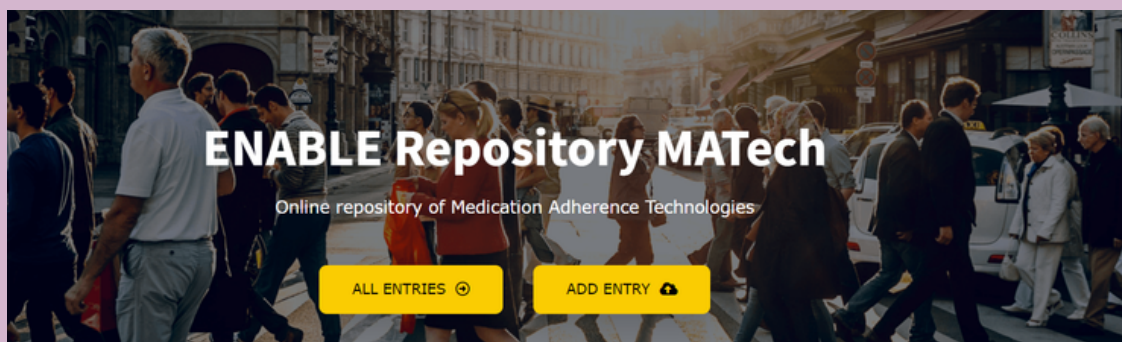 ENABLE Repository MATech
Online repository of Medication Adherence Technologies
ALL ENTRIES
ADD ENTRY